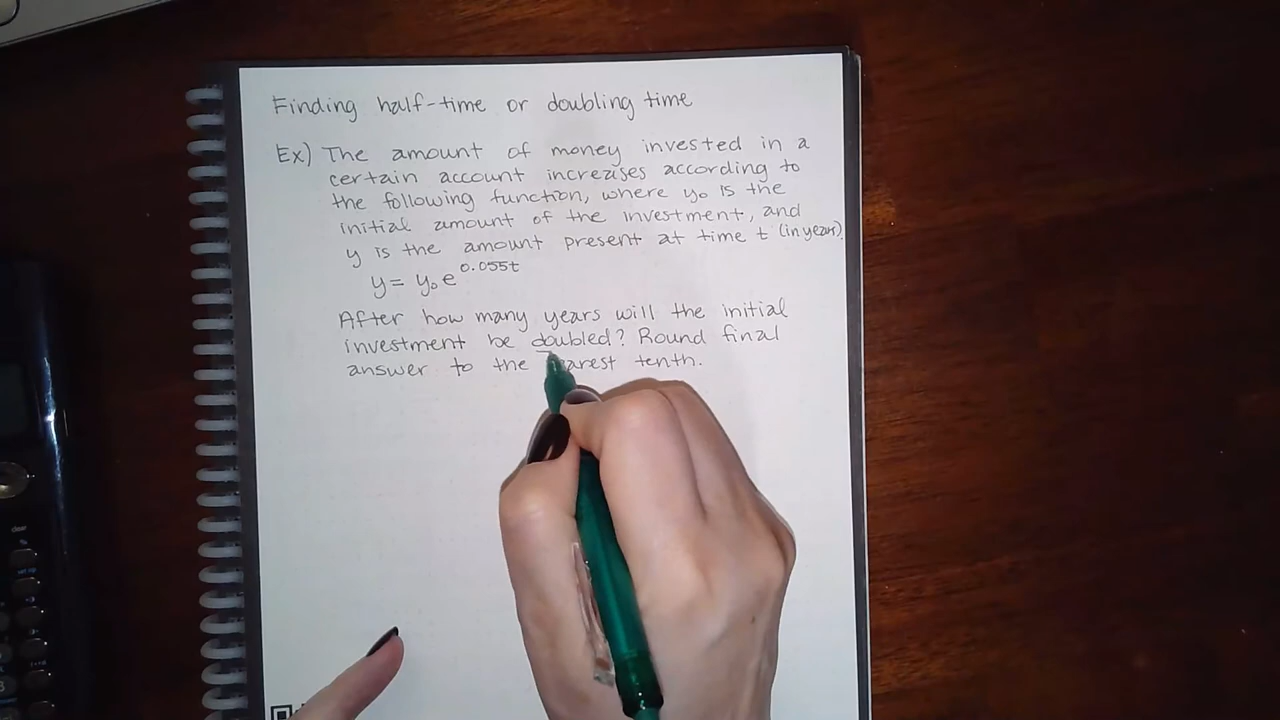 Finding half-time or doubling time
Ex) The amount of money invested in a
certain account increases according to
the following function, where y₀ is the
initial amount of the investment, and
y is the amount present at time t (in years).
y = y₀e^0.055t
After how many years will the initial
investment be doubled? Round final
answer to the tenth.